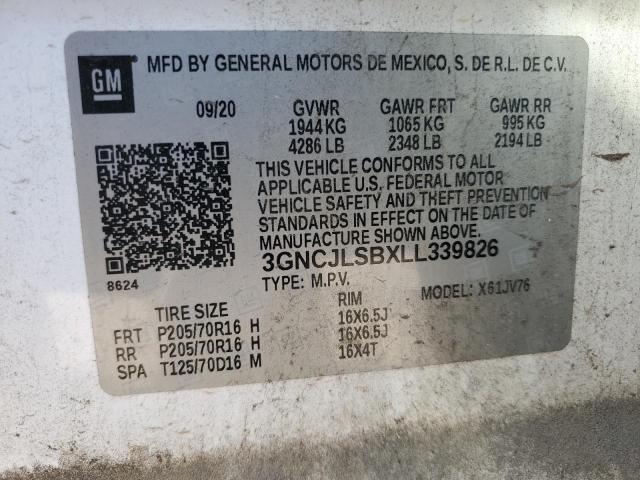 GM
MFD BY GENERAL MOTORS DE MEXICO, S. DE R.L. DE C.V.
09/20 GVWR GAWR FRT GAWR RR
1944 KG 1065 KG 995 KG
4286 LB 2348 LB 2194 LB
THIS VEHICLE CONFORMS TO ALL
APPLICABLE U.S. FEDERAL MOTOR
VEHICLE SAFETY AND THEFT PREVENTION
STANDARDS IN EFFECT ON THE DATE OF
MANUFACTURE SHOWN ABOVE.
3GNCJLSBXLL339826
8624
TYPE: M.P.V. MODEL: X61JV76
TIRE SIZE RIM
FRT P205/70R16 H 16X6.5J
RR P205/70R16 H 16X6.5J
SPA T125/70D16 M 16X4T